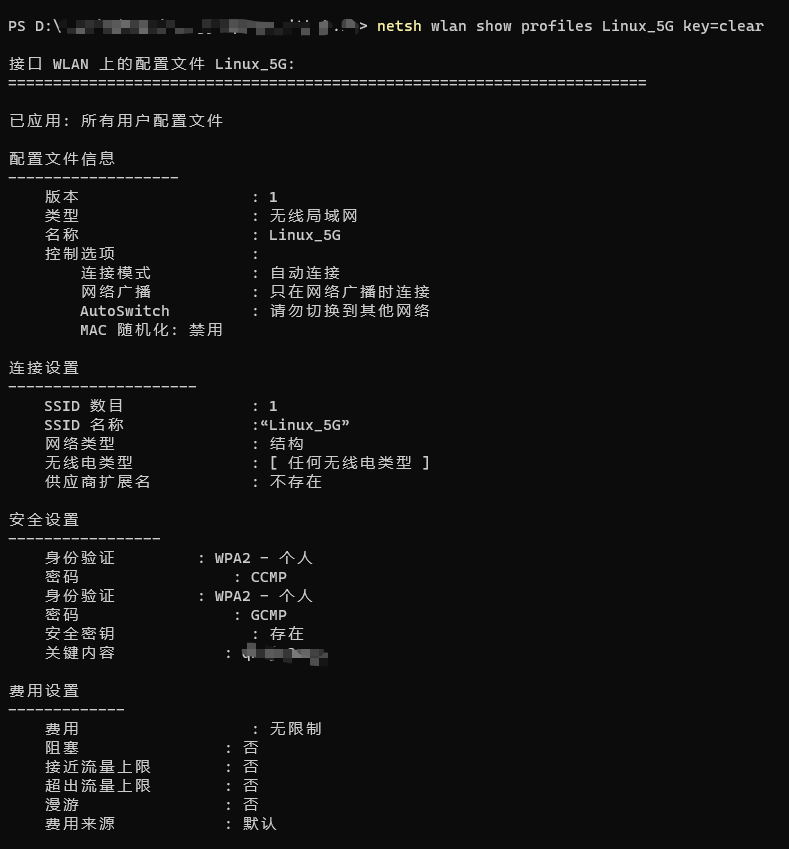 PS D:\ > netsh wlan show profiles Linux_5G key=clear
接口 WLAN 上的配置文件 Linux_5G:
=======================================================================
已应用: 所有用户配置文件
配置文件信息
-------------------
版本 : 1
类型 : 无线局域网
名称 : Linux_5G
控制选项 :
连接模式 : 自动连接
网络广播 : 只在网络广播时连接
AutoSwitch : 请勿切换到其他网络
MAC 随机化: 禁用
连接设置
---------------------
SSID 数目 : 1
SSID 名称 :“Linux_5G”
网络类型 : 结构
无线电类型 : [ 任何无线电类型 ]
供应商扩展名 : 不存在
安全设置
-----------------
身份验证 : WPA2 - 个人
密码 : CCMP
身份验证 : WPA2 - 个人
密码 : GCMP
安全密钥 : 存在
关键内容 :
费用设置
-------------
费用 : 无限制
阻塞 : 否
接近流量上限 : 否
超出流量上限 : 否
漫游 : 否
费用来源 : 默认